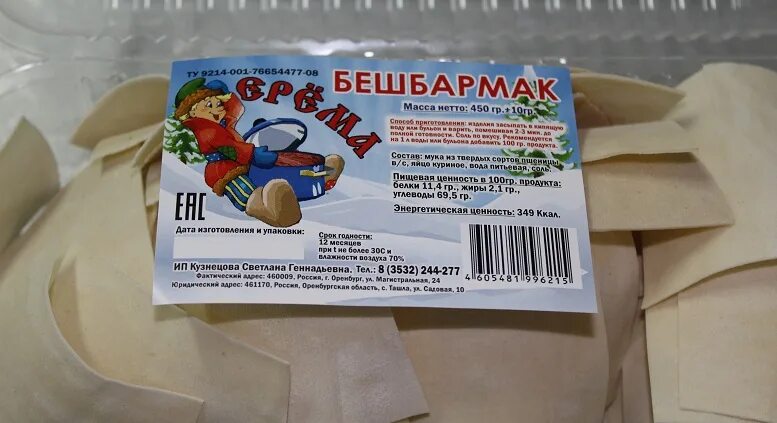 ТУ 9214-001-76654477-08
ЕРЁМА
БЕШБАРМАК
Масса нетто: 450 гр.±10гр.
Способ приготовления: изделия засыпать в кипящую
воду или бульон и варить, помешивая 2-3 мин. до
полной готовности. Соль по вкусу. Рекомендуется
на 1 л воды или бульона добавить 100 гр. продукта.
Состав: мука из твердых сортов пшеницы
в/с, яйцо куриное, вода питьевая, соль.
Пищевая ценность в 100гр. продукта:
белки 11,4 гр., жиры 2,1 гр.,
углеводы 69,5 гр.
Энергетическая ценность: 349 Ккал.
ЕАС
Дата изготовления и упаковки:
Срок годности:
12 месяцев
при t не более 30С и
влажности воздуха 70%
4 605481 996215
ИП Кузнецова Светлана Геннадьевна. Тел.: 8 (3532) 244-277
Фактический адрес: 460009, Россия, г. Оренбург, ул. Магистральная, 24
Юридический адрес: 461170, Россия, Оренбургская область, с. Ташла, ул. Садовая, 10